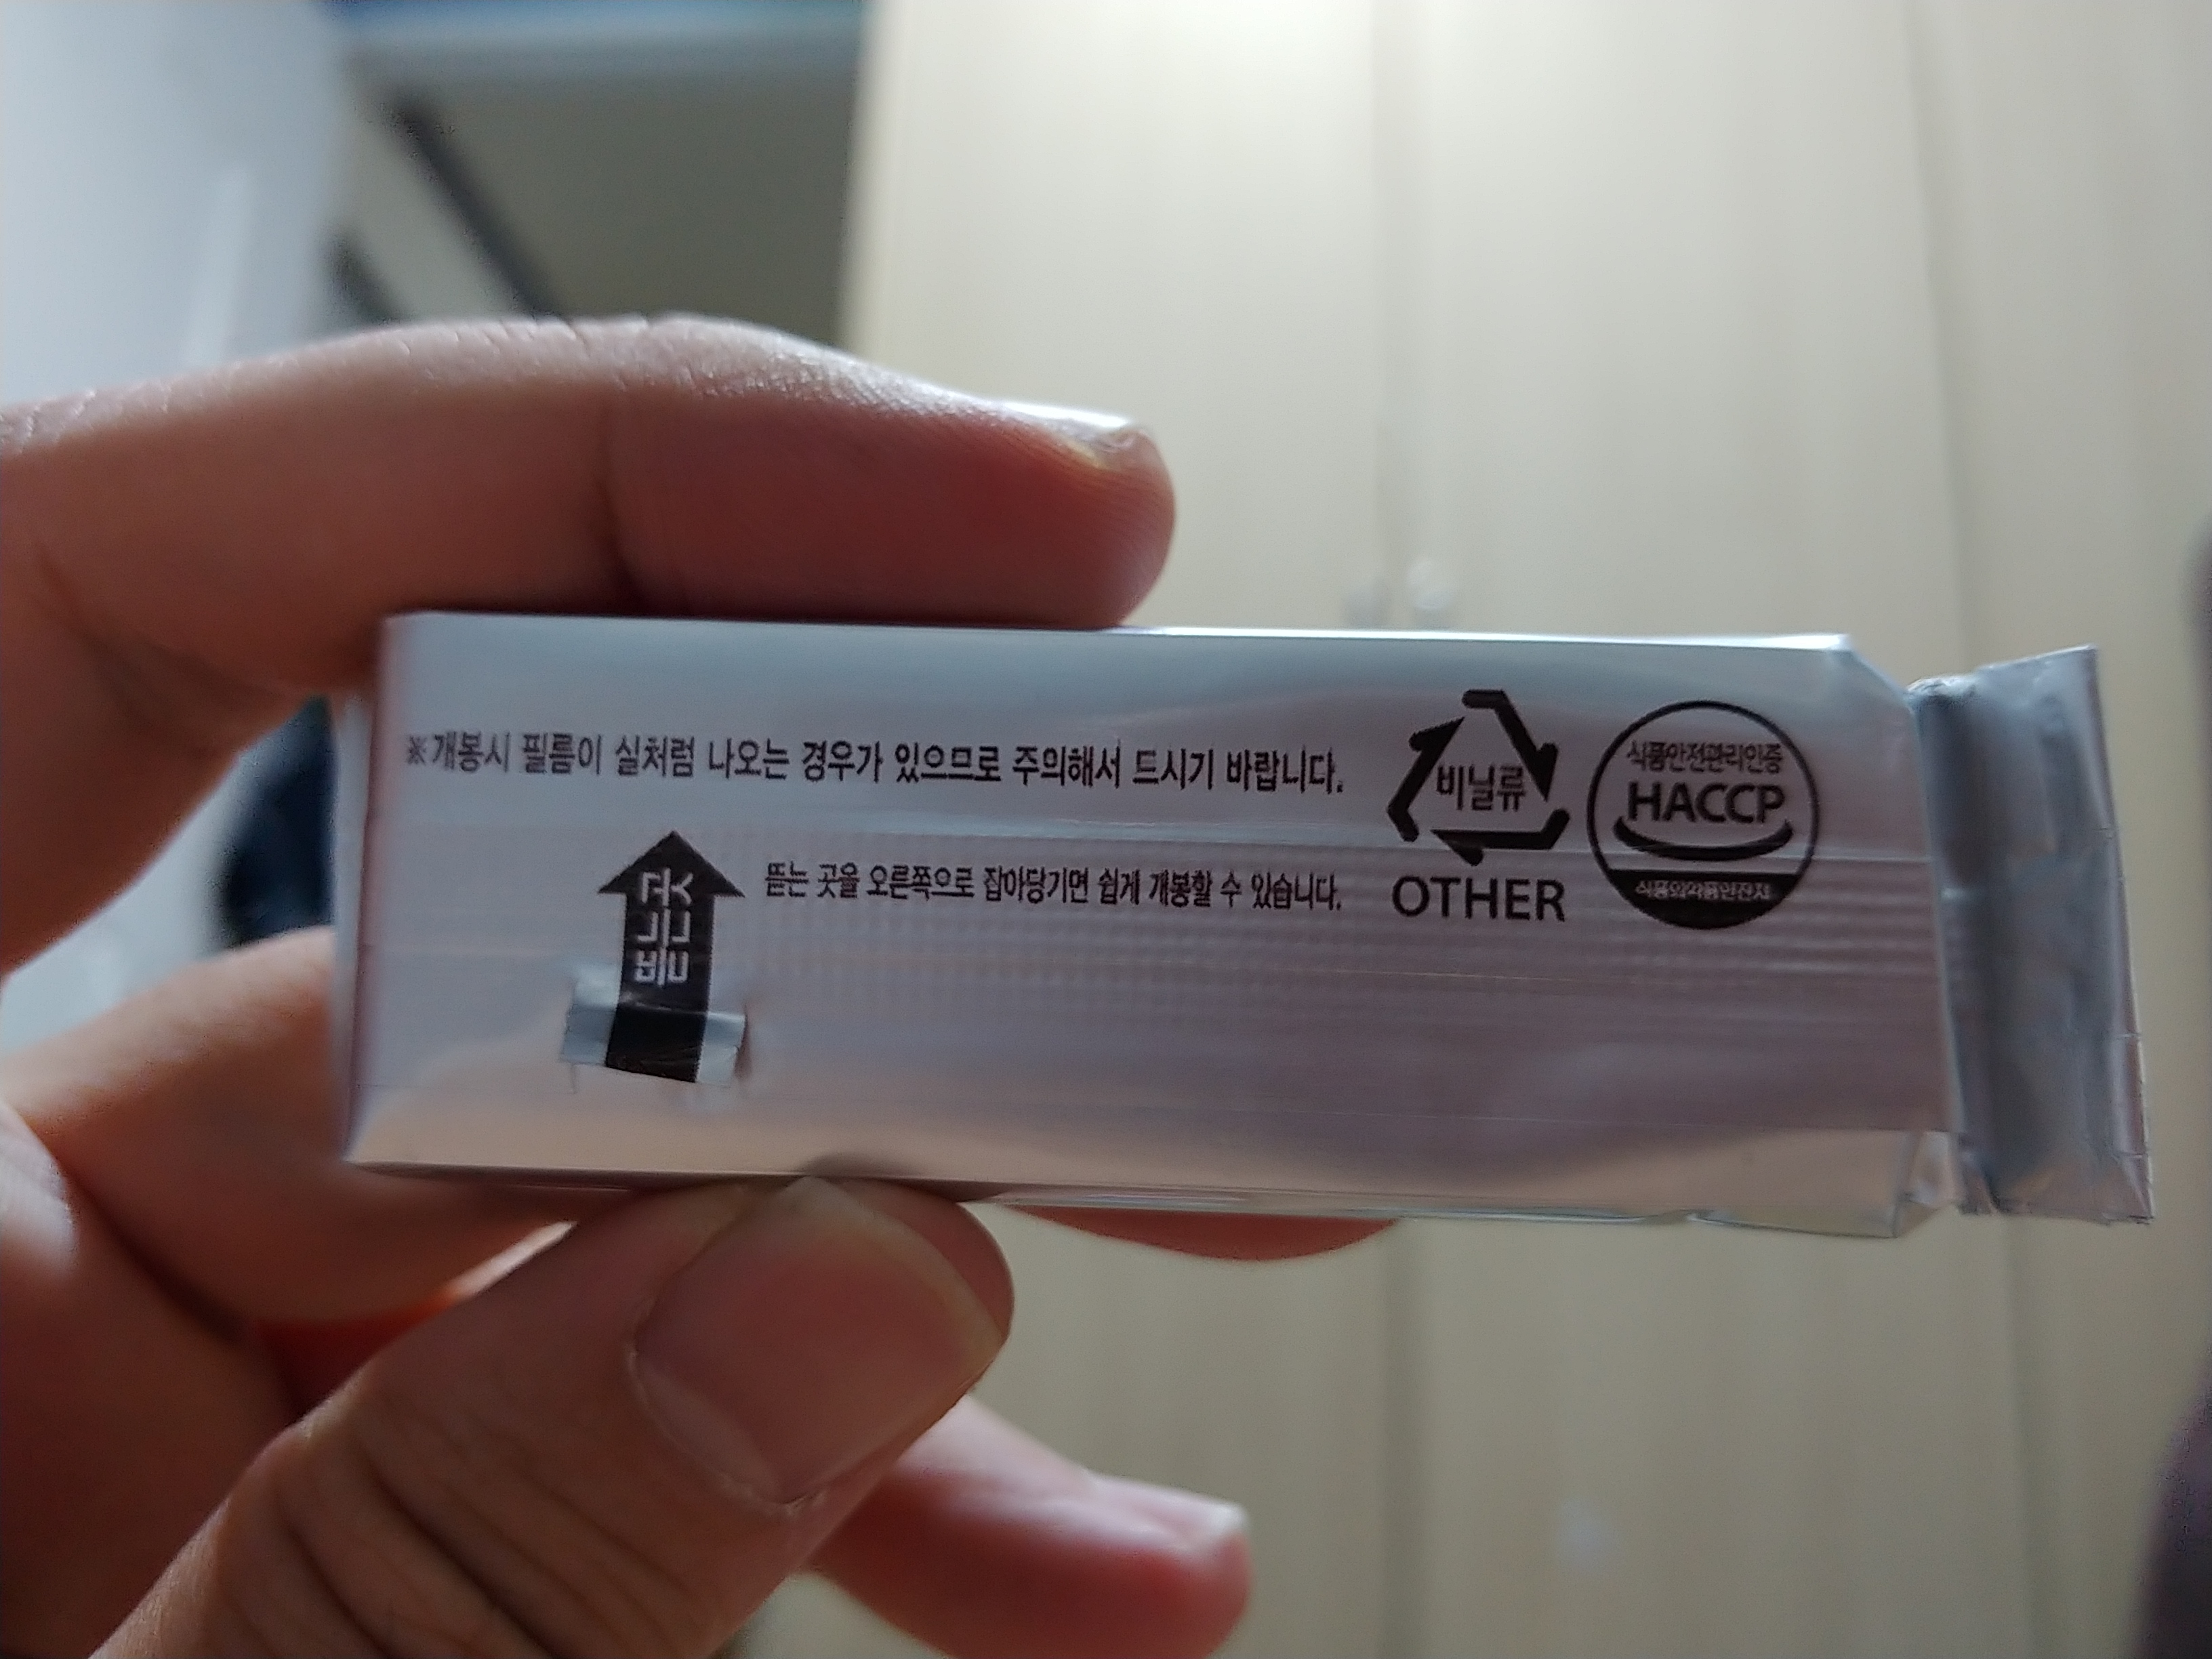 ※개봉시 필름이 실처럼 나오는 경우가 있으므로 주의해서 드시기 바랍니다.
뜯는곳
뜯는 곳을 오른쪽으로 잡아당기면 쉽게 개봉할 수 있습니다.
비닐류
OTHER
식품안전관리인증
HACCP
식품의약품안전처